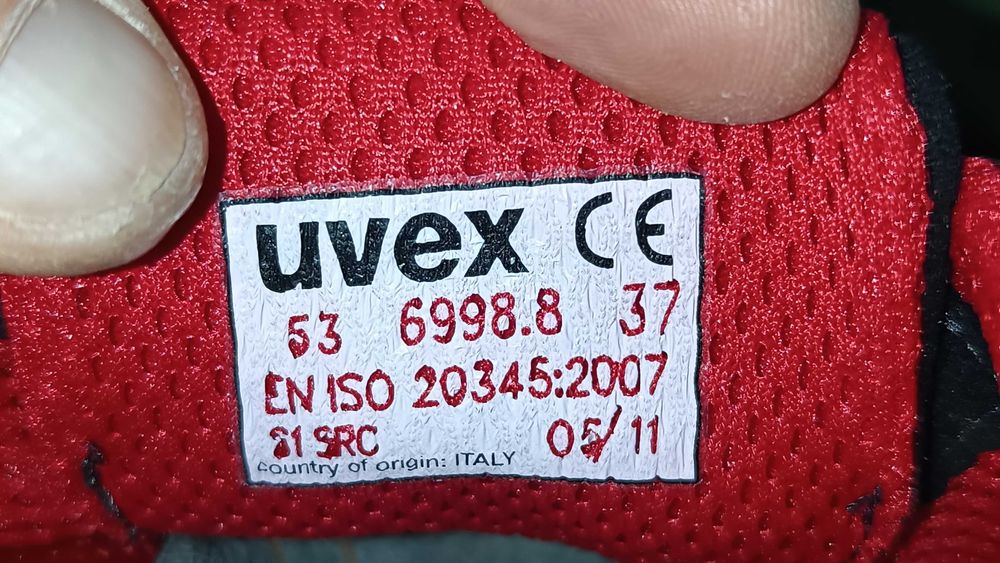 uvex CE
53 6998.8 37
EN ISO 20345:2007
S1 SRC 05/11
country of origin: ITALY